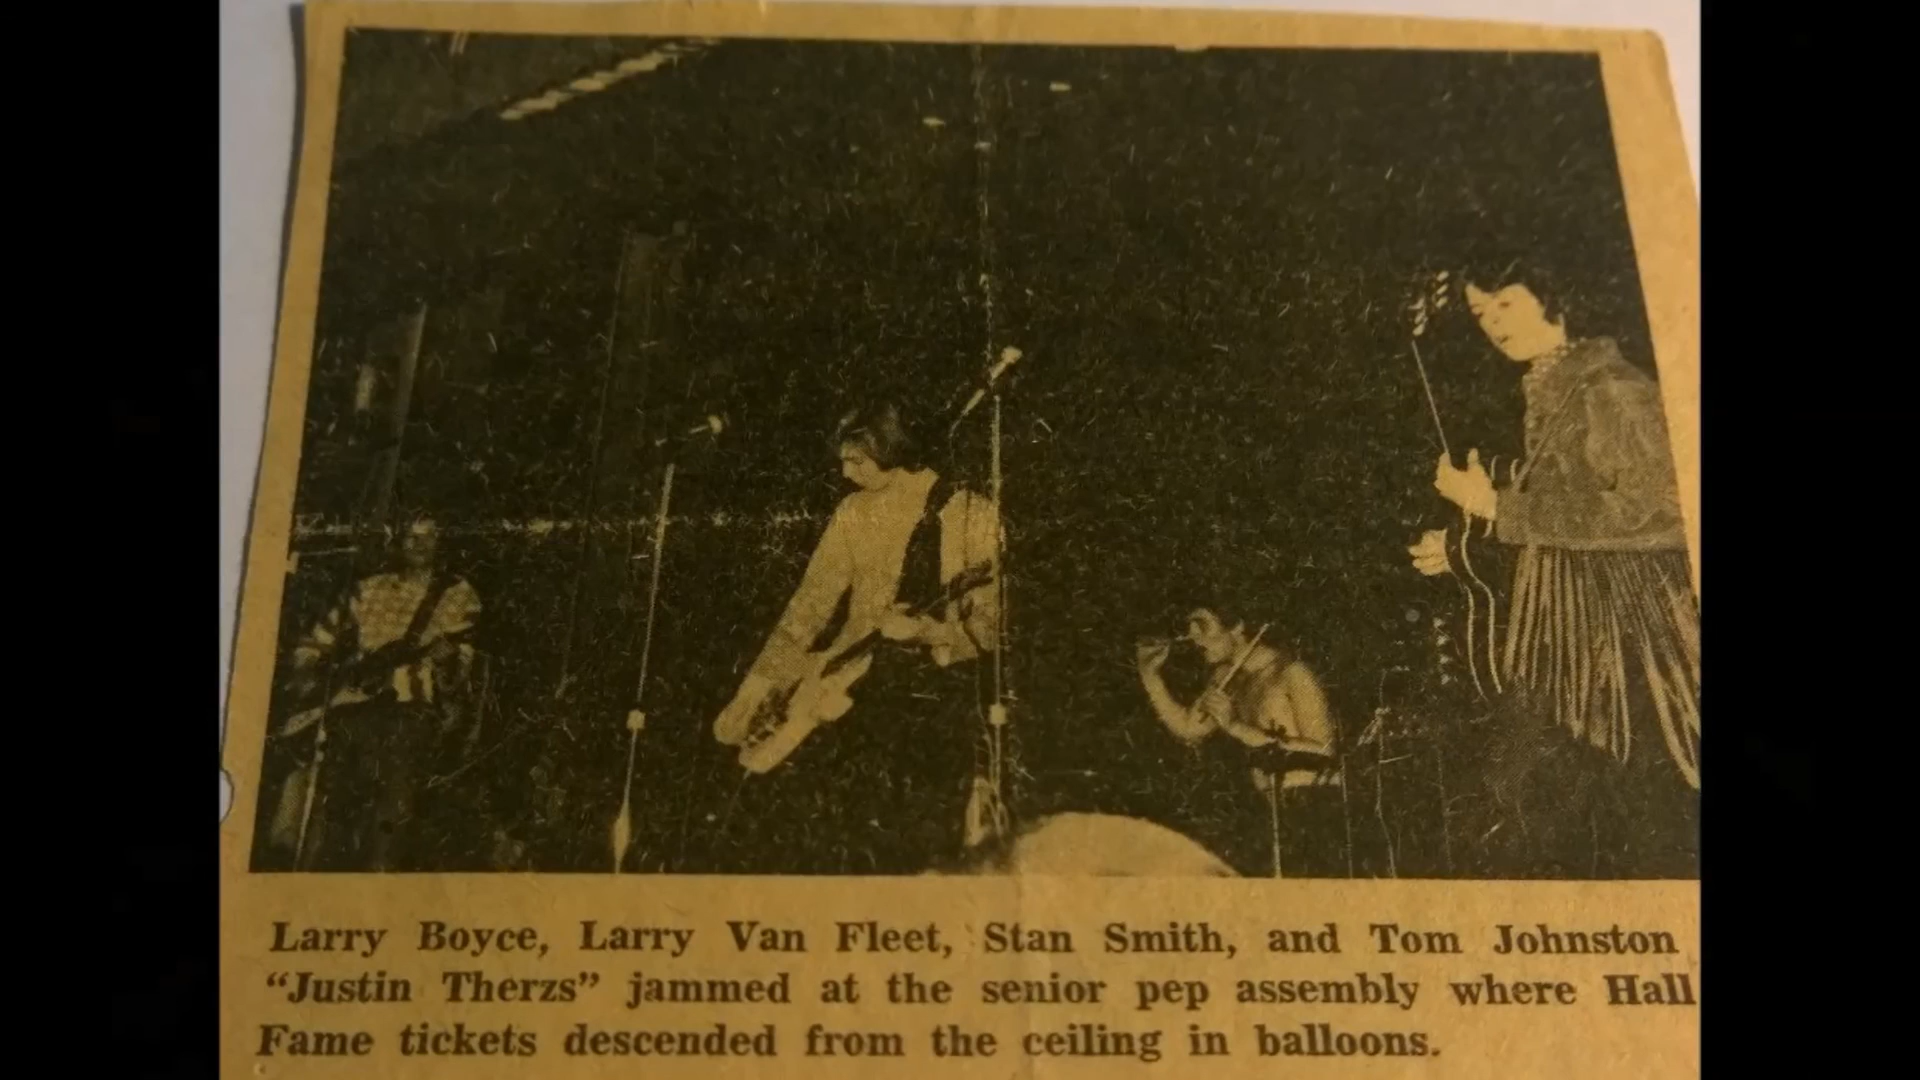 Larry Boyce, Larry Van Fleet, Stan Smith, and Tom Johnston
“Justin Therzs” jammed at the senior pep assembly where Hall
Fame tickets descended from the ceiling in balloons.